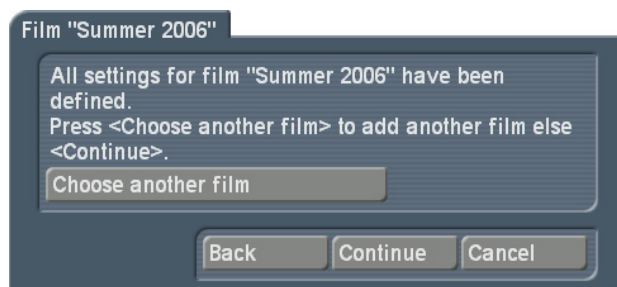 Film "Summer 2006"
All settings for film "Summer 2006" have been
defined.
Press <Choose another film> to add another film else
<Continue>.
Choose another film
Back Continue Cancel